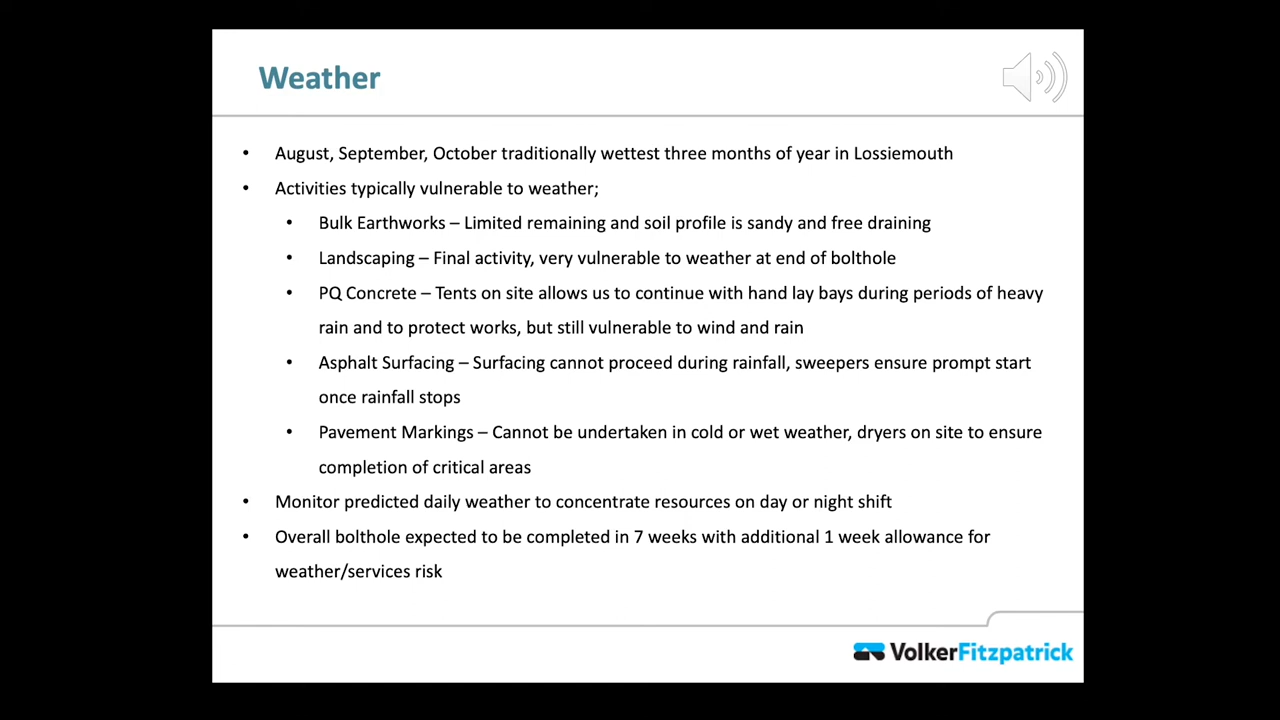 Weather
• August, September, October traditionally wettest three months of year in Lossiemouth
• Activities typically vulnerable to weather;
• Bulk Earthworks – Limited remaining and soil profile is sandy and free draining
• Landscaping – Final activity, very vulnerable to weather at end of bolthole
• PQ Concrete – Tents on site allows us to continue with hand lay bays during periods of heavy
rain and to protect works, but still vulnerable to wind and rain
• Asphalt Surfacing – Surfacing cannot proceed during rainfall, sweepers ensure prompt start
once rainfall stops
• Pavement Markings – Cannot be undertaken in cold or wet weather, dryers on site to ensure
completion of critical areas
• Monitor predicted daily weather to concentrate resources on day or night shift
• Overall bolthole expected to be completed in 7 weeks with additional 1 week allowance for
weather/services risk
VolkerFitzpatrick